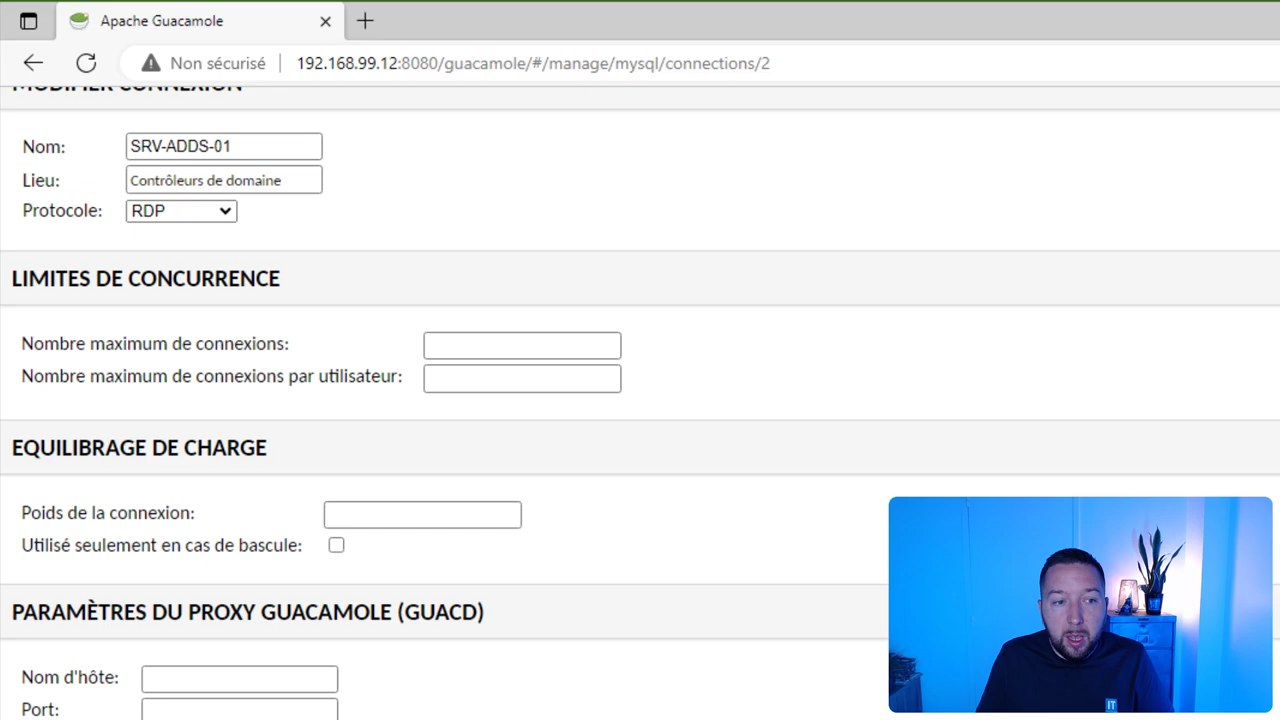 Apache Guacamole
Non sécurisé
192.168.99.12:8080/guacamole/#/manage/mysql/connections/2
MODIFIER CONNEXION
Nom: SRV-ADDS-01
Lieu: Contrôleurs de domaine
Protocole: RDP
LIMITES DE CONCURRENCE
Nombre maximum de connexions:
Nombre maximum de connexions par utilisateur:
EQUILIBRAGE DE CHARGE
Poids de la connexion:
Utilisé seulement en cas de bascule:
PARAMÈTRES DU PROXY GUACAMOLE (GUACD)
Nom d'hôte:
Port:
IT